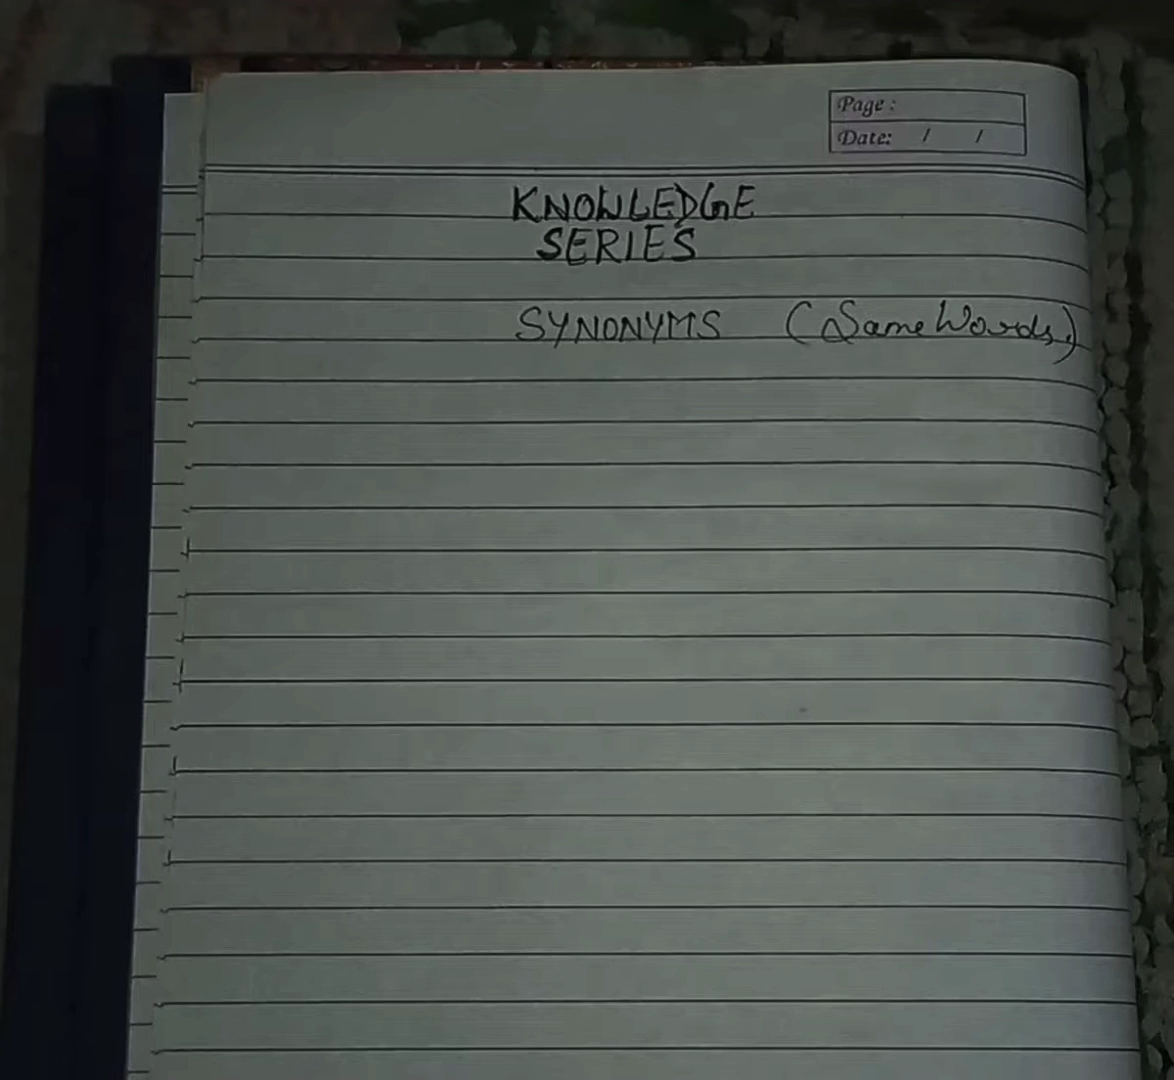 Page :
Date: / /
KNOWLEDGE
SERIES
SYNONYMS (Same Words.)